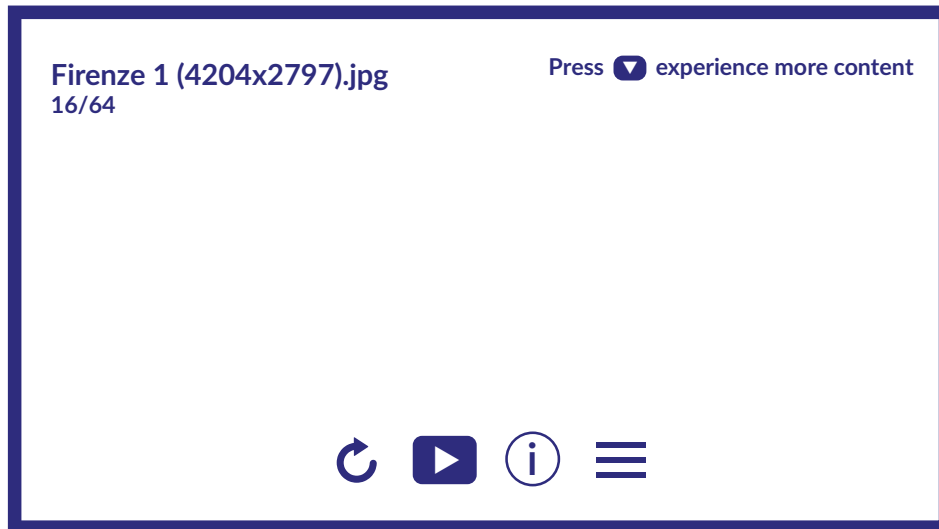 Firenze 1 (4204x2797).jpg
16/64
Press ▼ experience more content
i